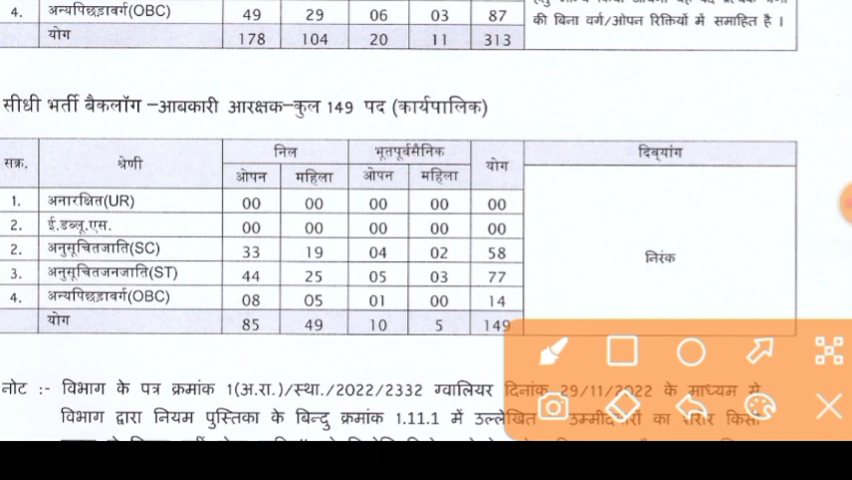 4. अन्यपिछड़ावर्ग(OBC) 49 29 06 03 87
की बिना वर्ग/ओपन रिक्तियों में समाहित है ।
योग 178 104 20 11 313
सीधी भर्ती बैकलॉग –आबकारी आरक्षक–कुल 149 पद (कार्यपालिक)
सक्र. श्रेणी निल भूतपूर्वसैनिक योग दिव्यांग
ओपन महिला ओपन महिला
1. अनारक्षित(UR) 00 00 00 00 00
2. ई.डब्लू.एस. 00 00 00 00 00
2. अनुसूचितजाति(SC) 33 19 04 02 58
निरंक
3. अनुसूचितजनजाति(ST) 44 25 05 03 77
4. अन्यपिछड़ावर्ग(OBC) 08 05 01 00 14
योग 85 49 10 5 149
नोट :- विभाग के पत्र क्रमांक 1(अ.रा.)/स्था./2022/2332 ग्वालियर दिनांक 29/11/2022 के माध्यम से
विभाग द्वारा नियम पुस्तिका के बिन्दु क्रमांक 1.11.1 में उल्लेखित उम्मीदवारों का शरीर किसी